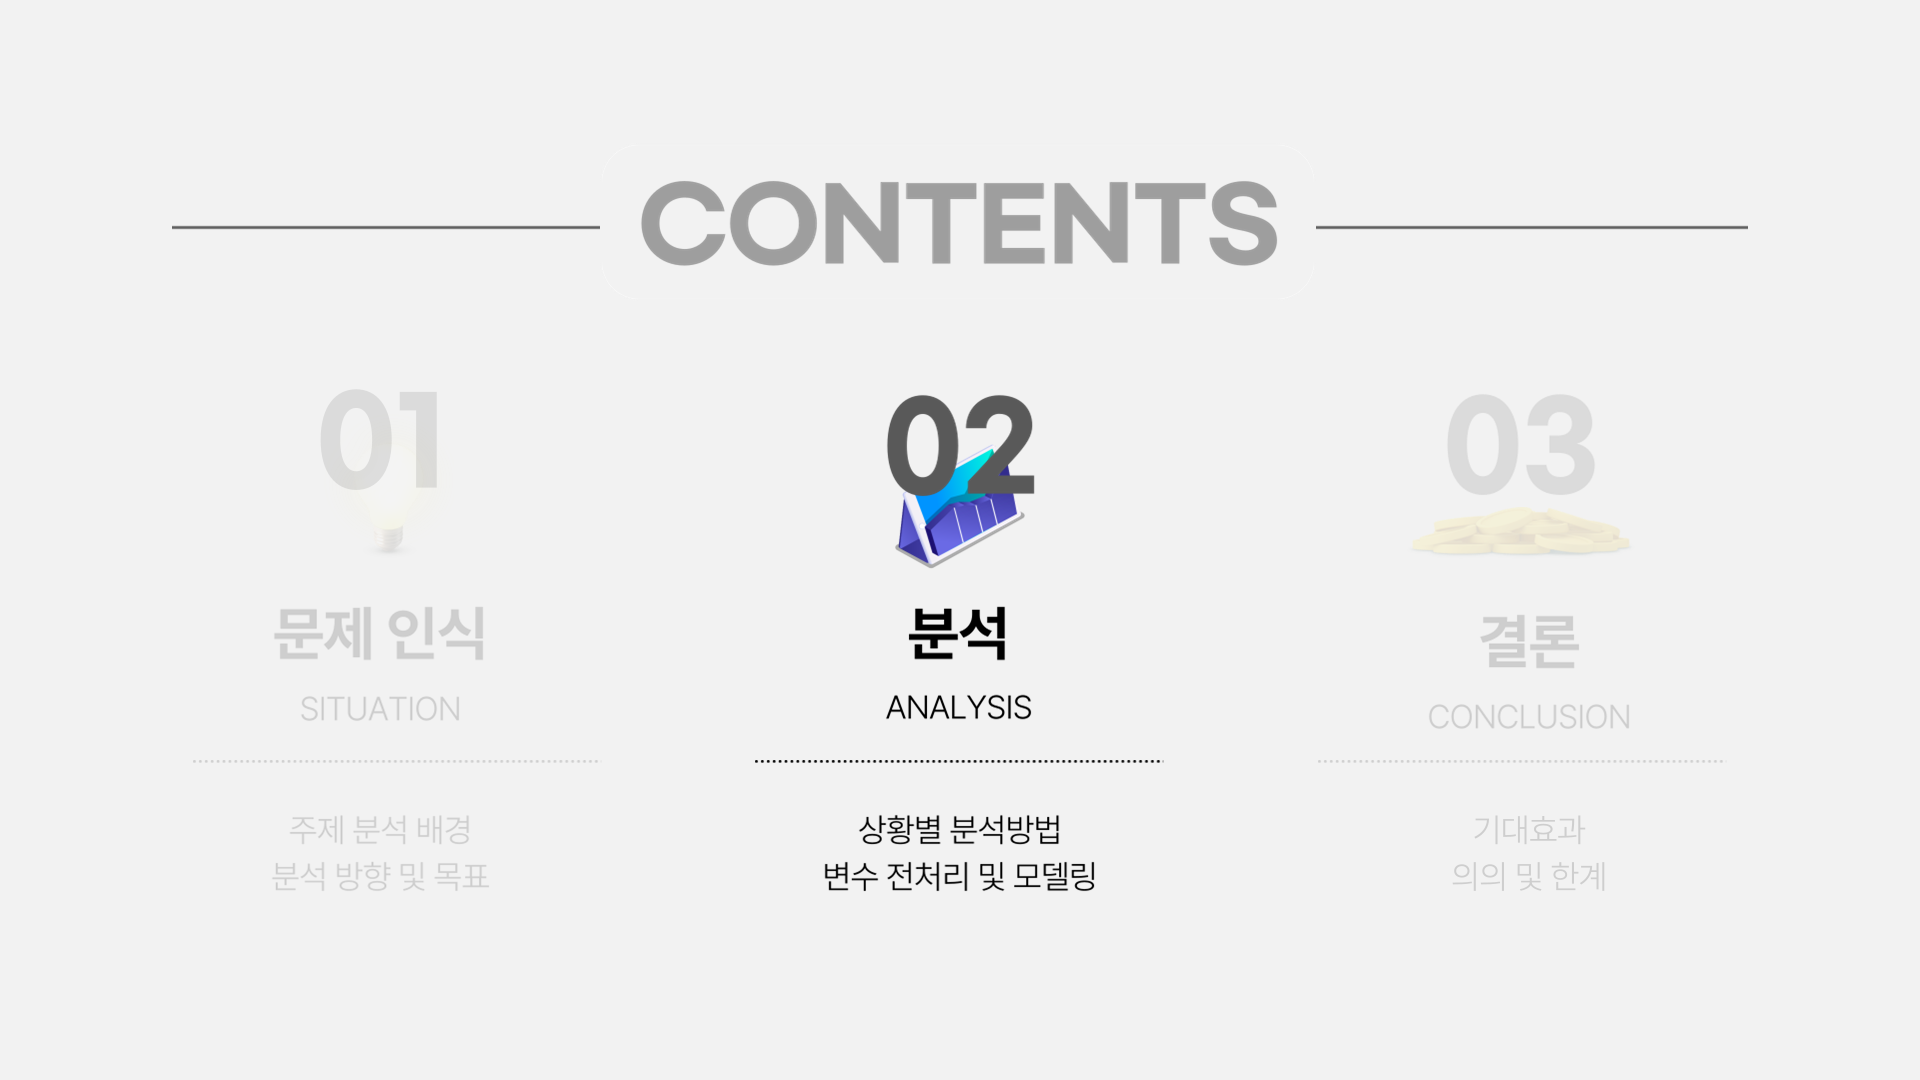 CONTENTS
01
문제 인식
SITUATION
주제 분석 배경
분석 방향 및 목표
02
분석
ANALYSIS
상황별 분석방법
변수 전처리 및 모델링
03
결론
CONCLUSION
기대효과
의의 및 한계